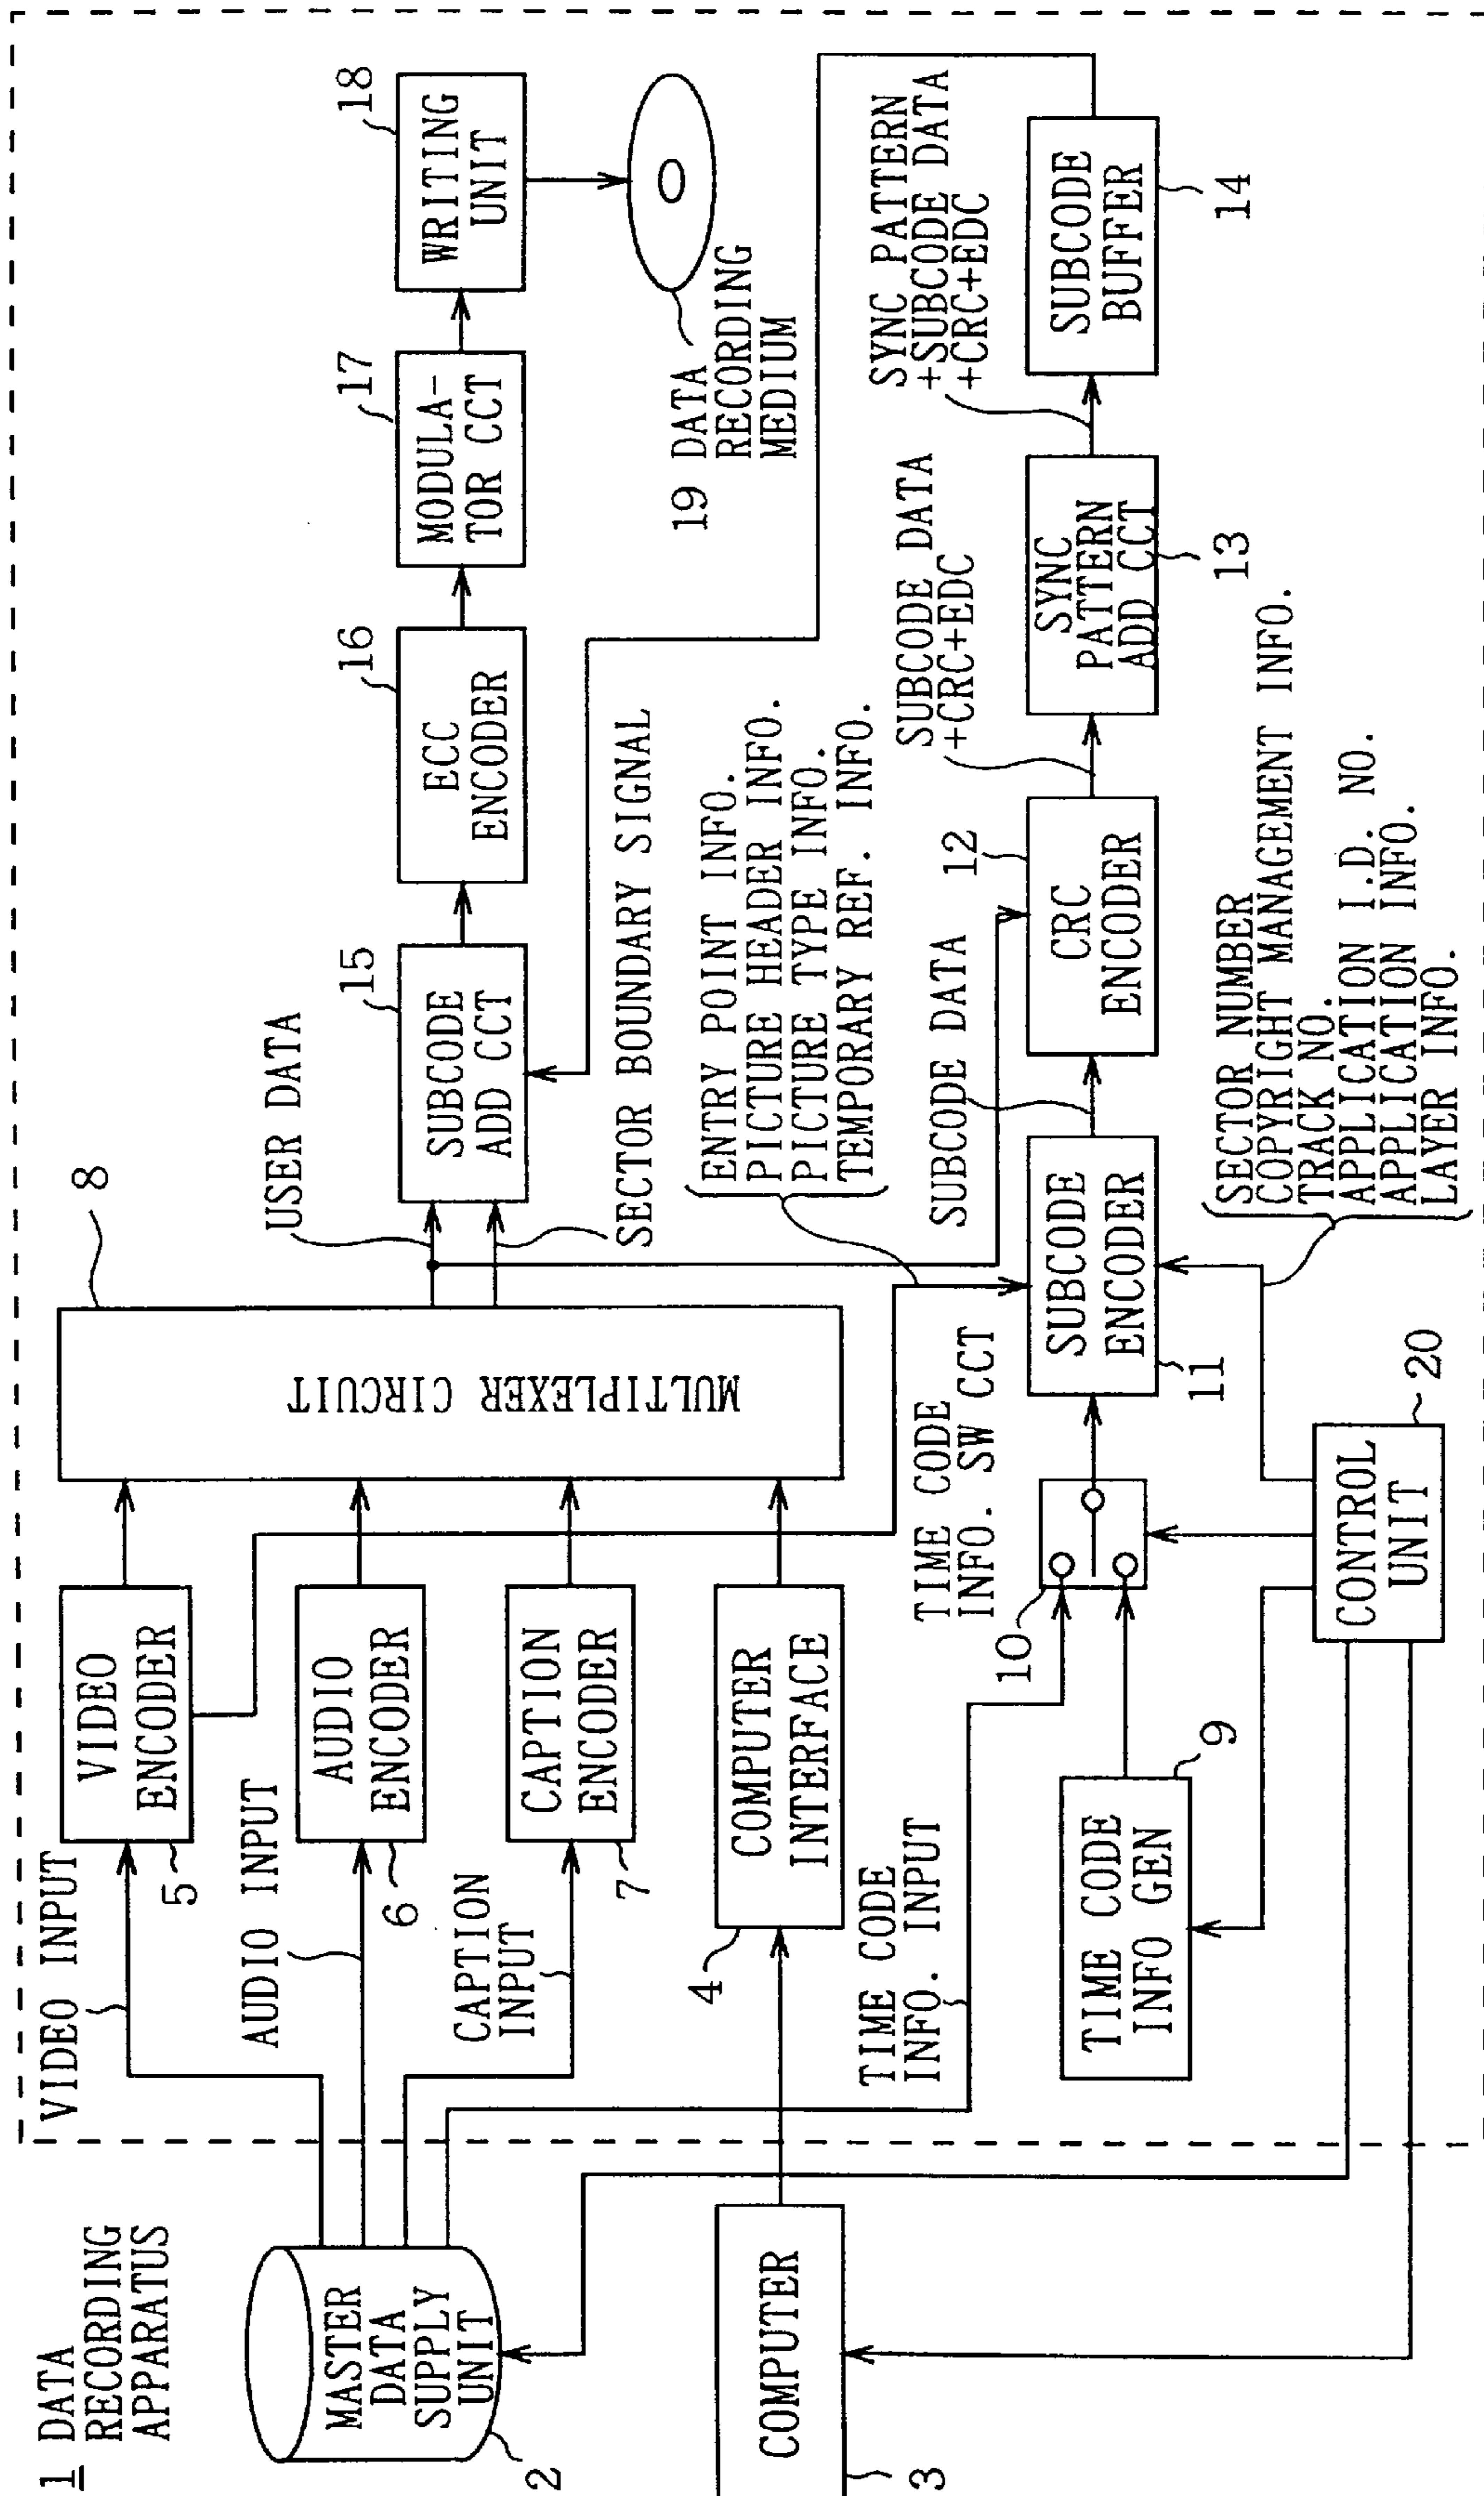 1 DATA
RECORDING
APPARATUS
MASTER
DATA
SUPPLY
UNIT
2
COMPUTER
3
VIDEO INPUT
VIDEO
ENCODER
5
AUDIO INPUT
AUDIO
ENCODER
6
CAPTION
INPUT
CAPTION
ENCODER
7
COMPUTER
INTERFACE
4
TIME CODE
INFO. INPUT
TIME CODE
INFO GEN
9
MULTIPLEXER CIRCUIT
8
TIME CODE
INFO. SW CCT
10
CONTROL
UNIT
20
USER DATA
SECTOR BOUNDARY SIGNAL
SUBCODE
ADD CCT
15
ECC
ENCODER
16
MODULA-
TOR CCT
17
WRITING
UNIT
18
19 DATA
RECORDING
MEDIUM
ENTRY POINT INFO.
PICTURE HEADER INFO.
PICTURE TYPE INFO.
TEMPORARY REF. INFO.
SUBCODE
ENCODER
11
SUBCODE DATA
CRC
ENCODER
12
SUBCODE DATA
+CRC+EDC
SYNC
PATTERN
ADD CCT
13
SYNC PATTERN
+SUBCODE DATA
+CRC+EDC
SUBCODE
BUFFER
14
SECTOR NUMBER
COPYRIGHT MANAGEMENT INFO.
TRACK NO.
APPLICATION I.D. NO.
APPLICATION INFO.
LAYER INFO.